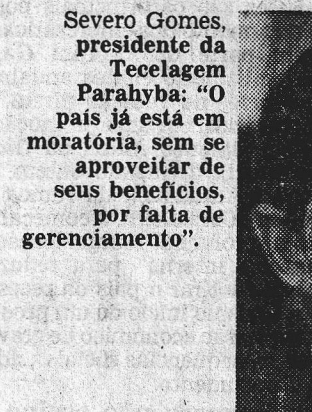 Severo Gomes,
presidente da
Tecelagem
Parahyba: “O
país já está em
moratória, sem se
aproveitar de
seus benefícios,
por falta de
gerenciamento”.